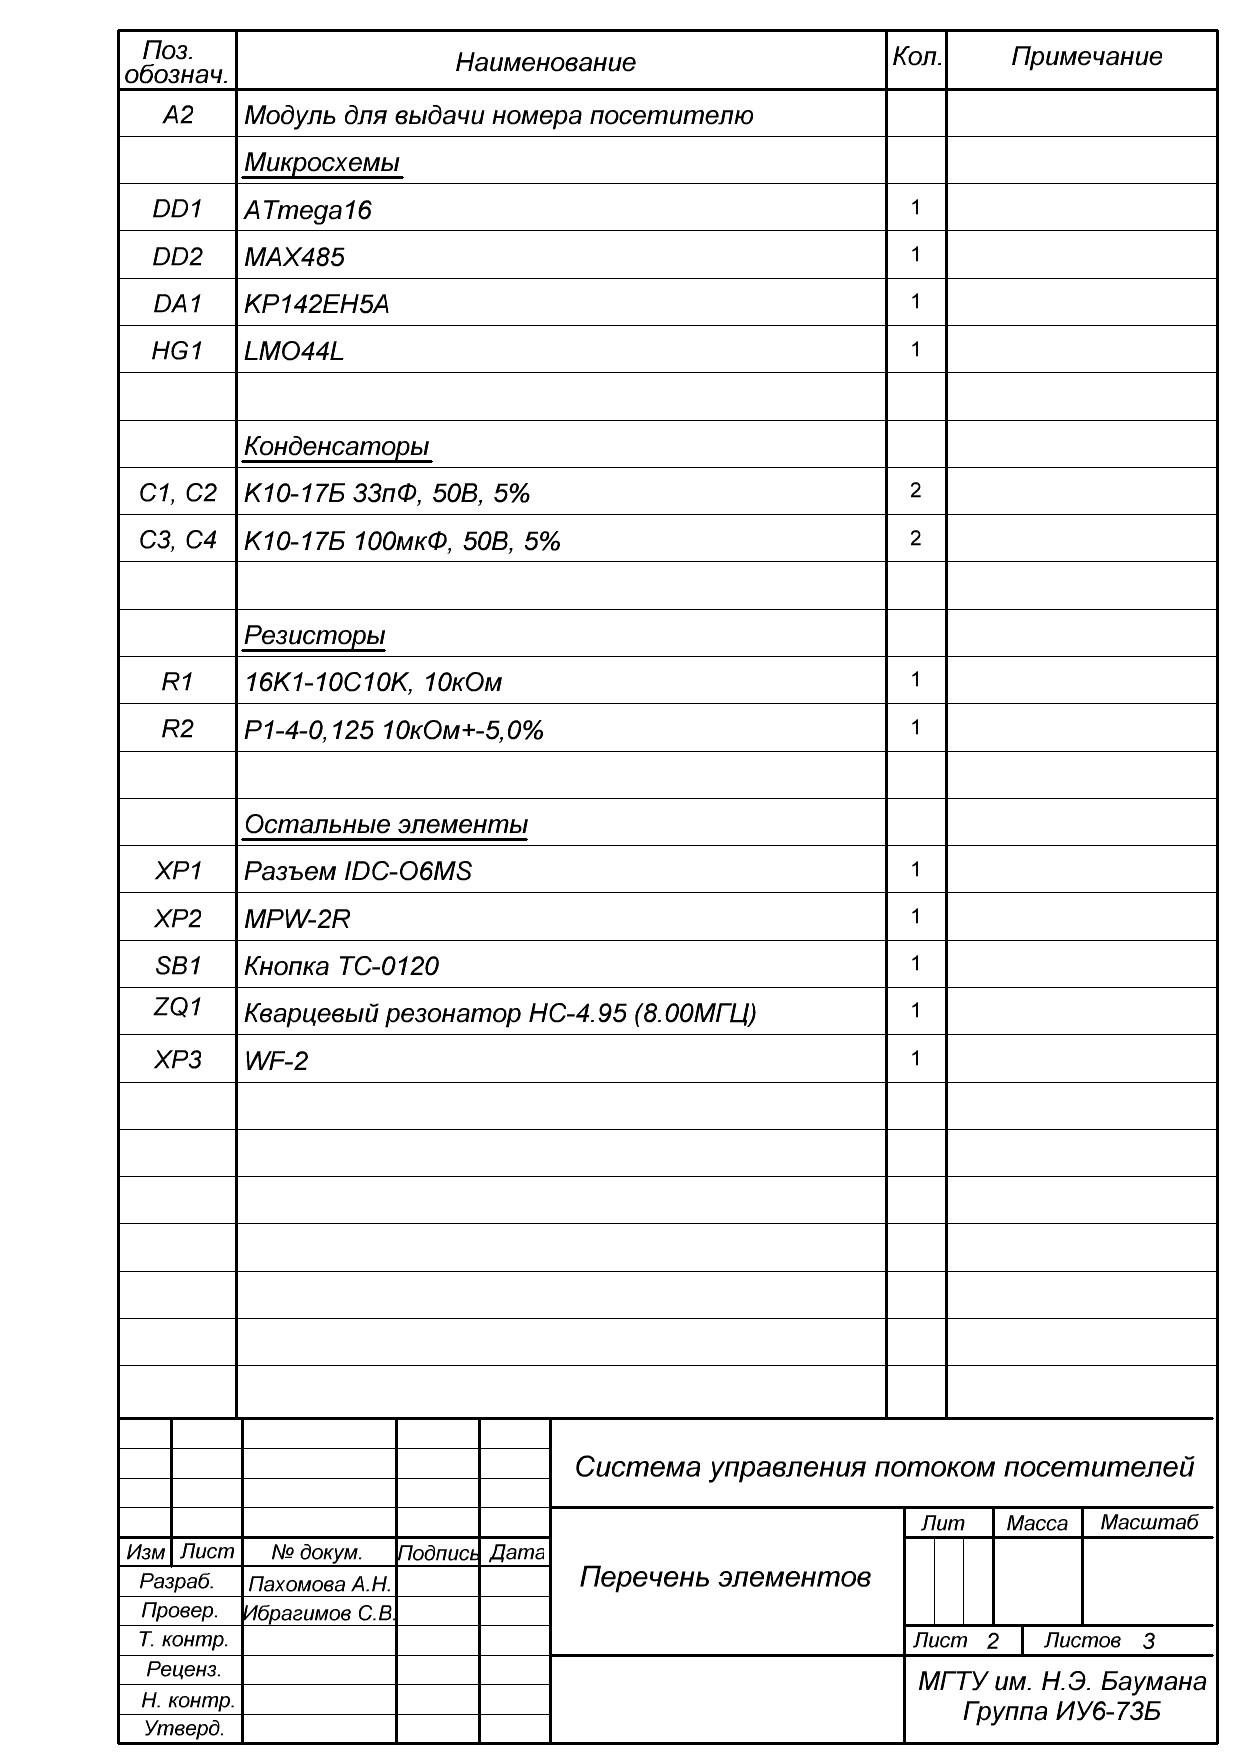 Поз. обознач. Наименование Кол. Примечание
A2 Модуль для выдачи номера посетителю
Микросхемы
DD1 ATmega16 1
DD2 MAX485 1
DA1 КР142ЕН5А 1
HG1 LMO44L 1
Конденсаторы
C1, C2 К10-17Б 33пФ, 50В, 5% 2
C3, C4 К10-17Б 100мкФ, 50В, 5% 2
Резисторы
R1 16K1-10C10K, 10кОм 1
R2 Р1-4-0,125 10кОм+-5,0% 1
Остальные элементы
XP1 Разъем IDC-O6MS 1
XP2 MPW-2R 1
SB1 Кнопка TC-0120 1
ZQ1 Кварцевый резонатор HC-4.95 (8.00МГЦ) 1
XP3 WF-2 1
Система управления потоком посетителей
Лит Масса Масштаб
Изм Лист № докум. Подпись Дата
Перечень элементов
Разраб. Пахомова А.Н.
Провер. Ибрагимов С.В.
Т. контр.
Лист 2 Листов 3
Реценз.
МГТУ им. Н.Э. Баумана
Н. контр.
Группа ИУ6-73Б
Утверд.